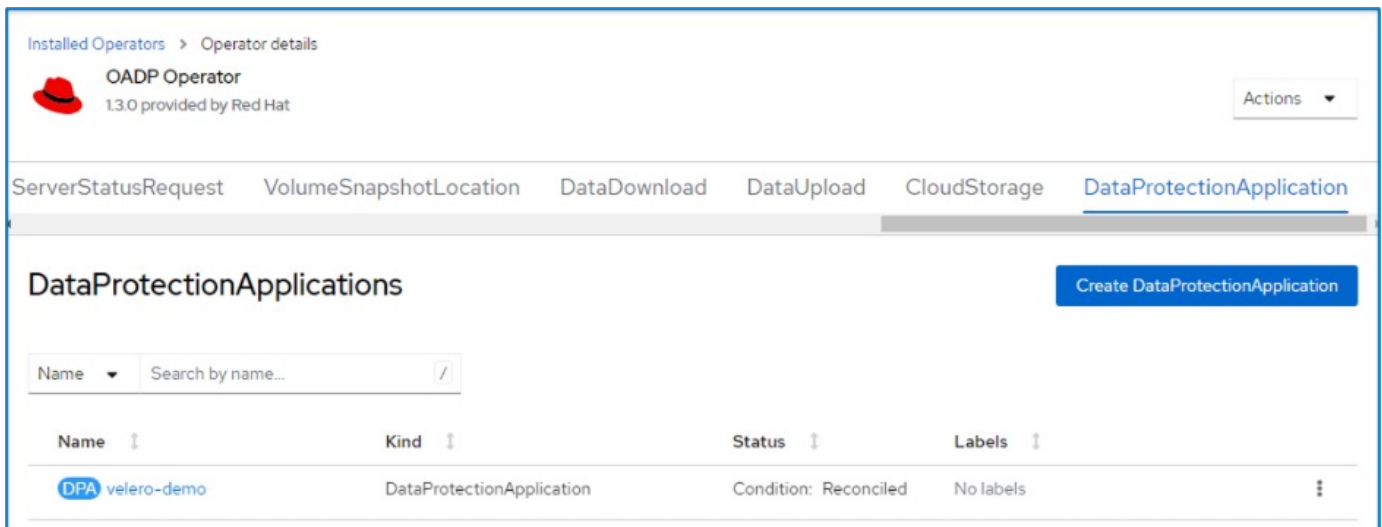 Installed Operators > Operator details
OADP Operator
1.3.0 provided by Red Hat
Actions
ServerStatusRequest VolumeSnapshotLocation DataDownload DataUpload CloudStorage DataProtectionApplication
DataProtectionApplications
Create DataProtectionApplication
Name Search by name... /
Name Kind Status Labels
DPA velero-demo DataProtectionApplication Condition: Reconciled No labels